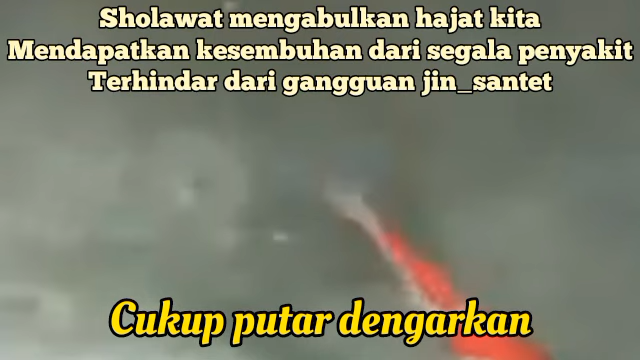 Sholawat mengabulkan hajat kita
Mendapatkan kesembuhan dari segala penyakit
Terhindar dari gangguan jin_santet
Cukup putar dengarkan